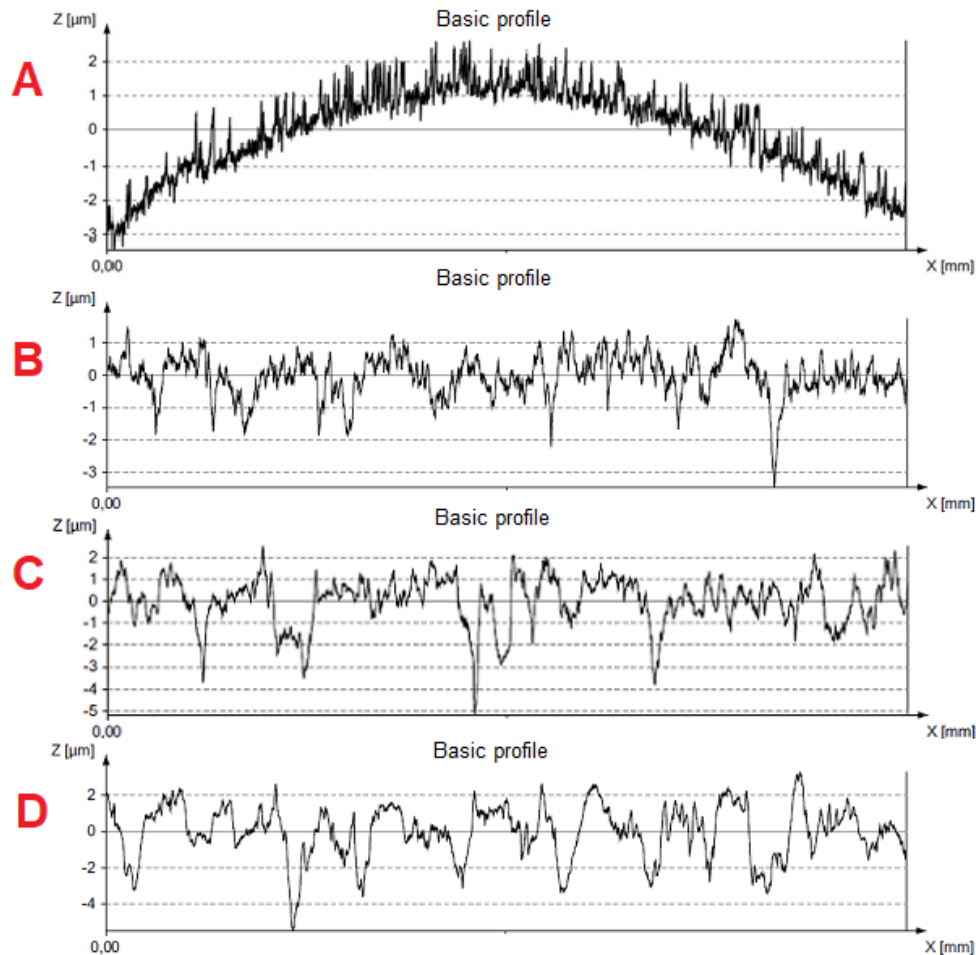 Z [µm]
Basic profile
A
2
1
0
-1
-2
-3
0,00
X [mm]
Z [µm]
Basic profile
B
1
0
-1
-2
-3
0,00
X [mm]
Z [µm]
Basic profile
C
2
1
0
-1
-2
-3
-4
-5
0,00
X [mm]
Z [µm]
Basic profile
D
2
0
-2
-4
0,00
X [mm]